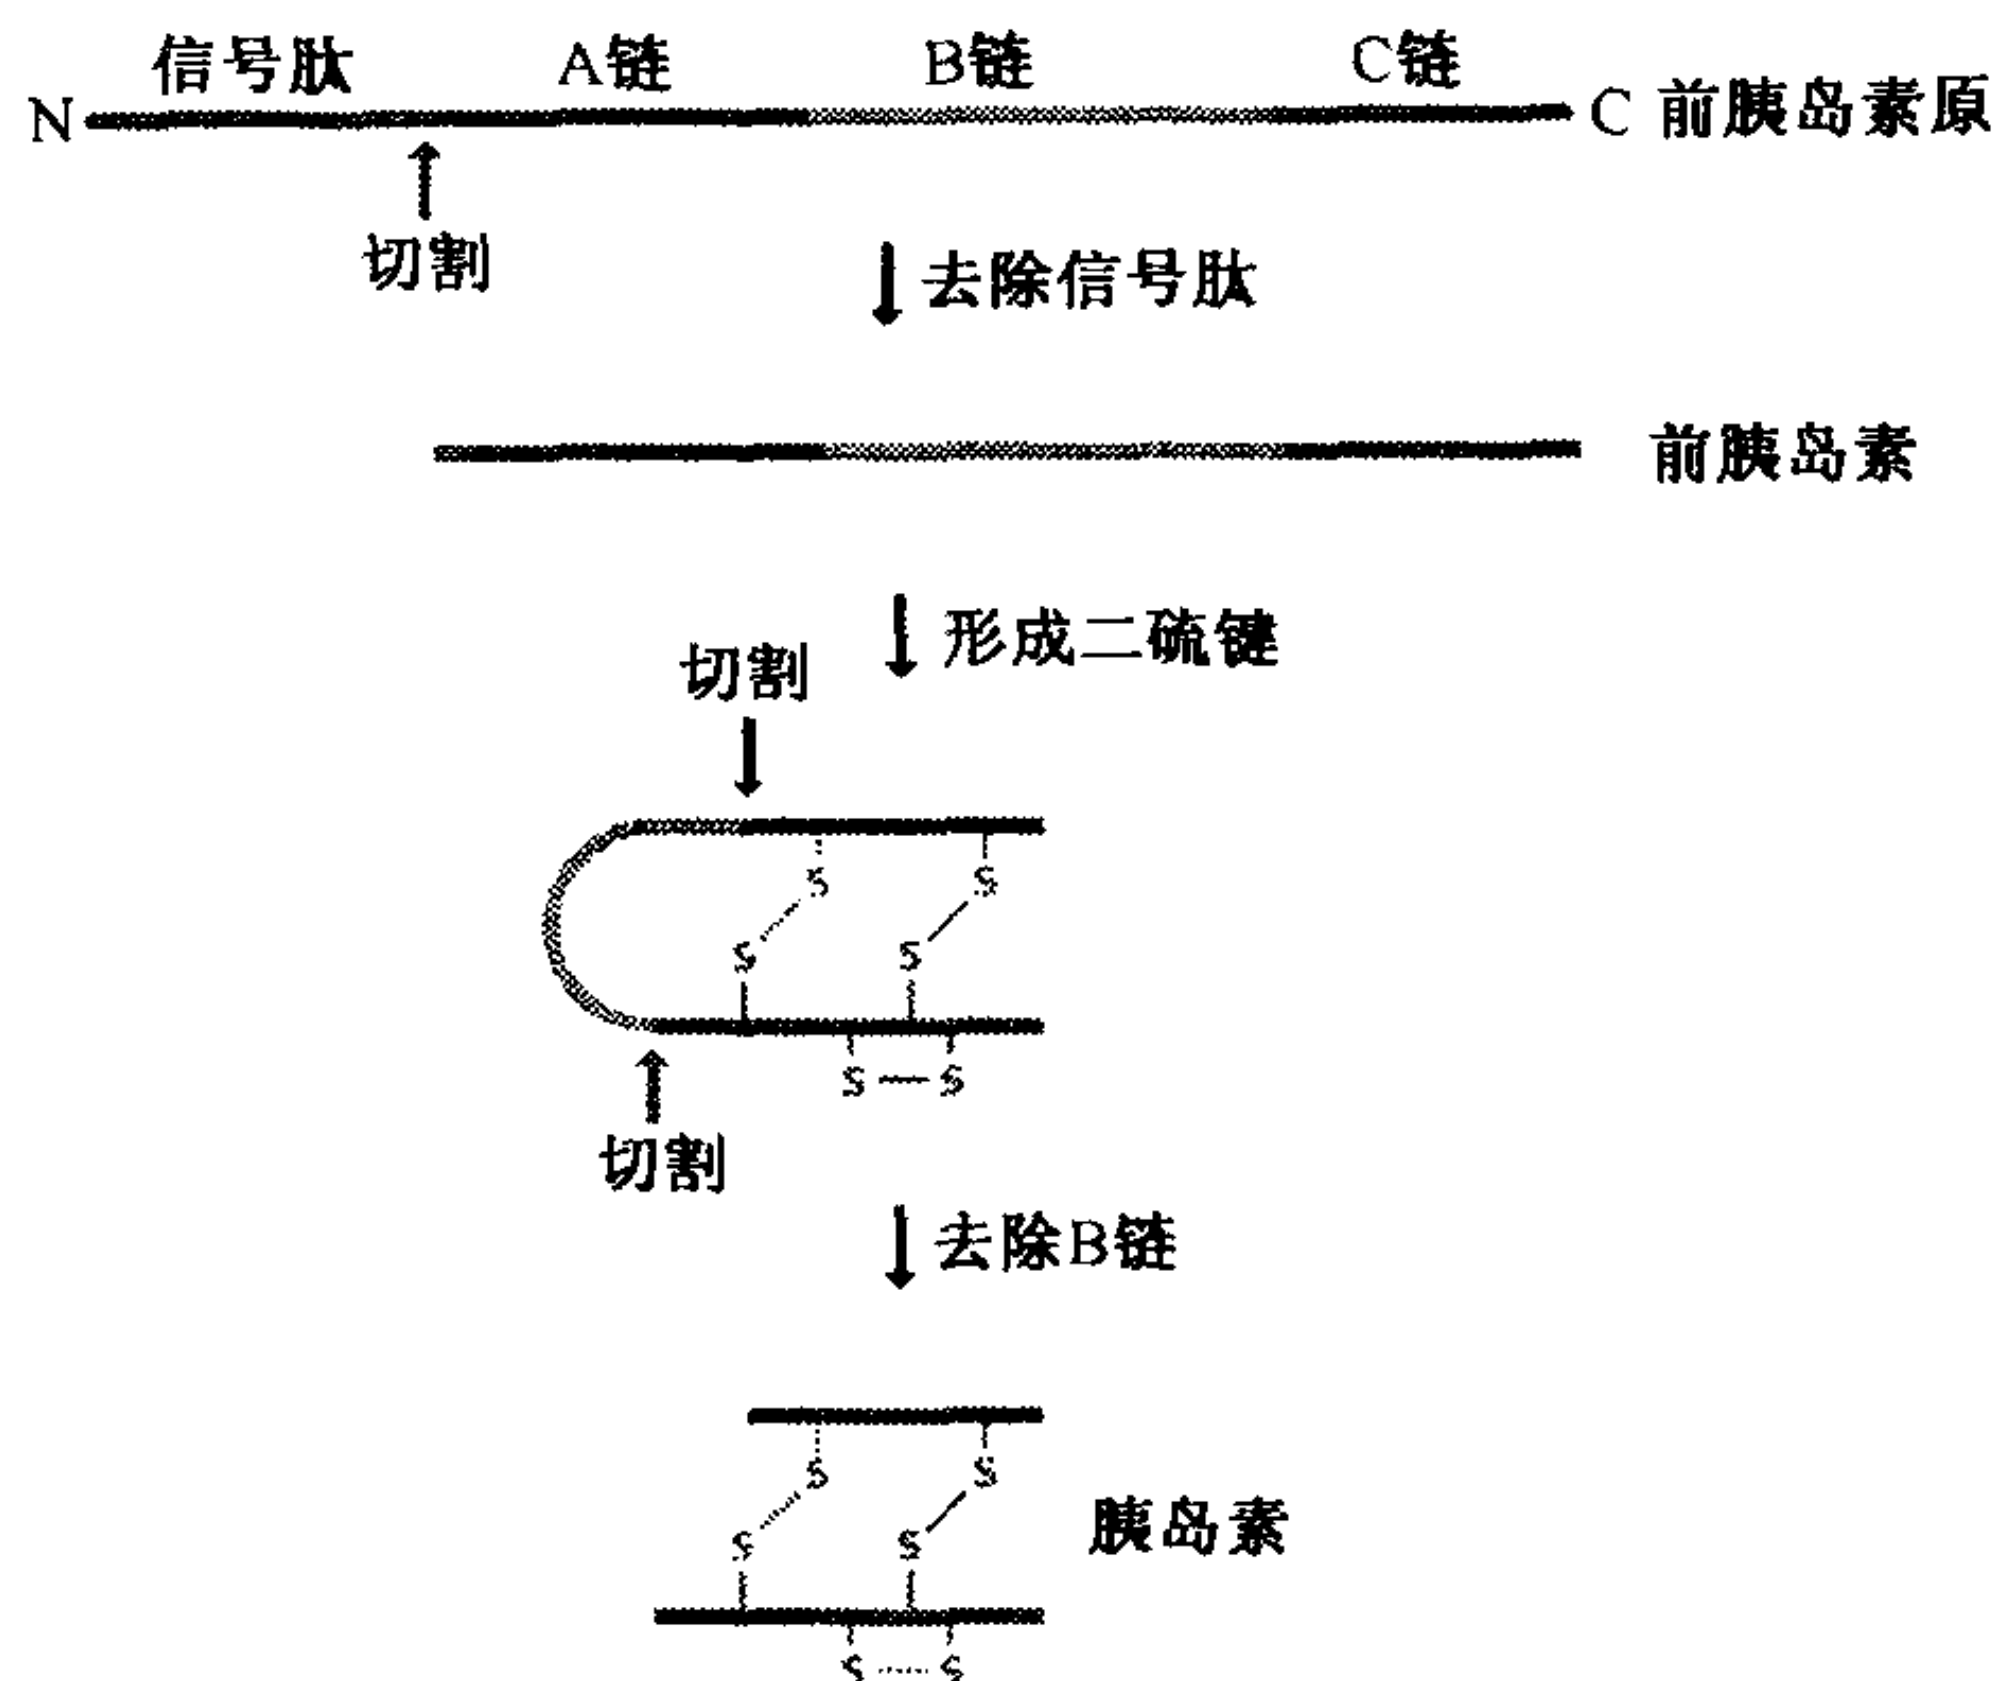 信号肽 A链 B链 C链
N C 前胰岛素原
切割
去除信号肽
前胰岛素
形成二硫键
切割
S S
S S
S S
切割
去除B链
S S
胰岛素
S S
S S